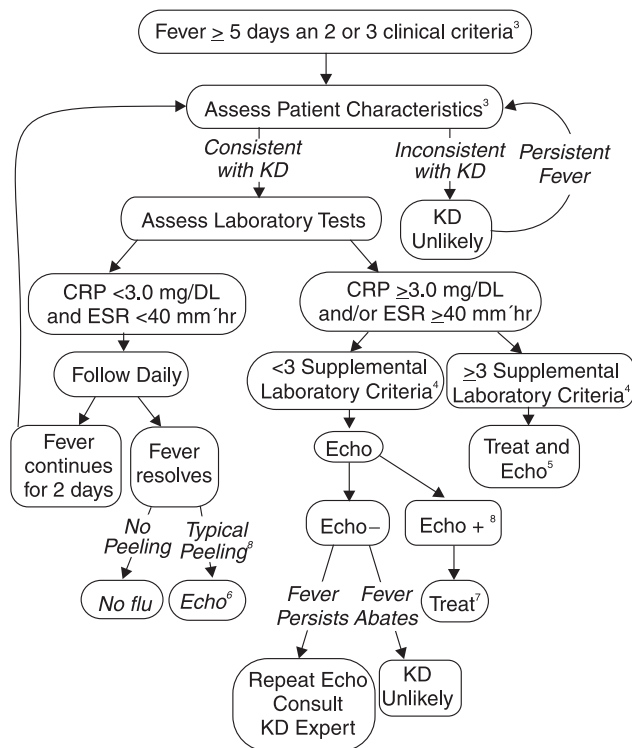 Fever ≥ 5 days an 2 or 3 clinical criteria³
Assess Patient Characteristics³
Consistent
with KD
Inconsistent
with KD
Persistent
Fever
KD
Unlikely
Assess Laboratory Tests
CRP <3.0 mg/DL
and ESR <40 mm´hr
CRP ≥3.0 mg/DL
and/or ESR ≥40 mm´hr
Follow Daily
<3 Supplemental
Laboratory Criteria⁴
≥3 Supplemental
Laboratory Criteria⁴
Fever
continues
for 2 days
Fever
resolves
Echo
Treat and
Echo⁵
No
Peeling
Typical
Peeling⁸
Echo–
Echo + ⁸
No flu
Echo⁶
Fever
Persists
Fever
Abates
Treat⁷
Repeat Echo
Consult
KD Expert
KD
Unlikely